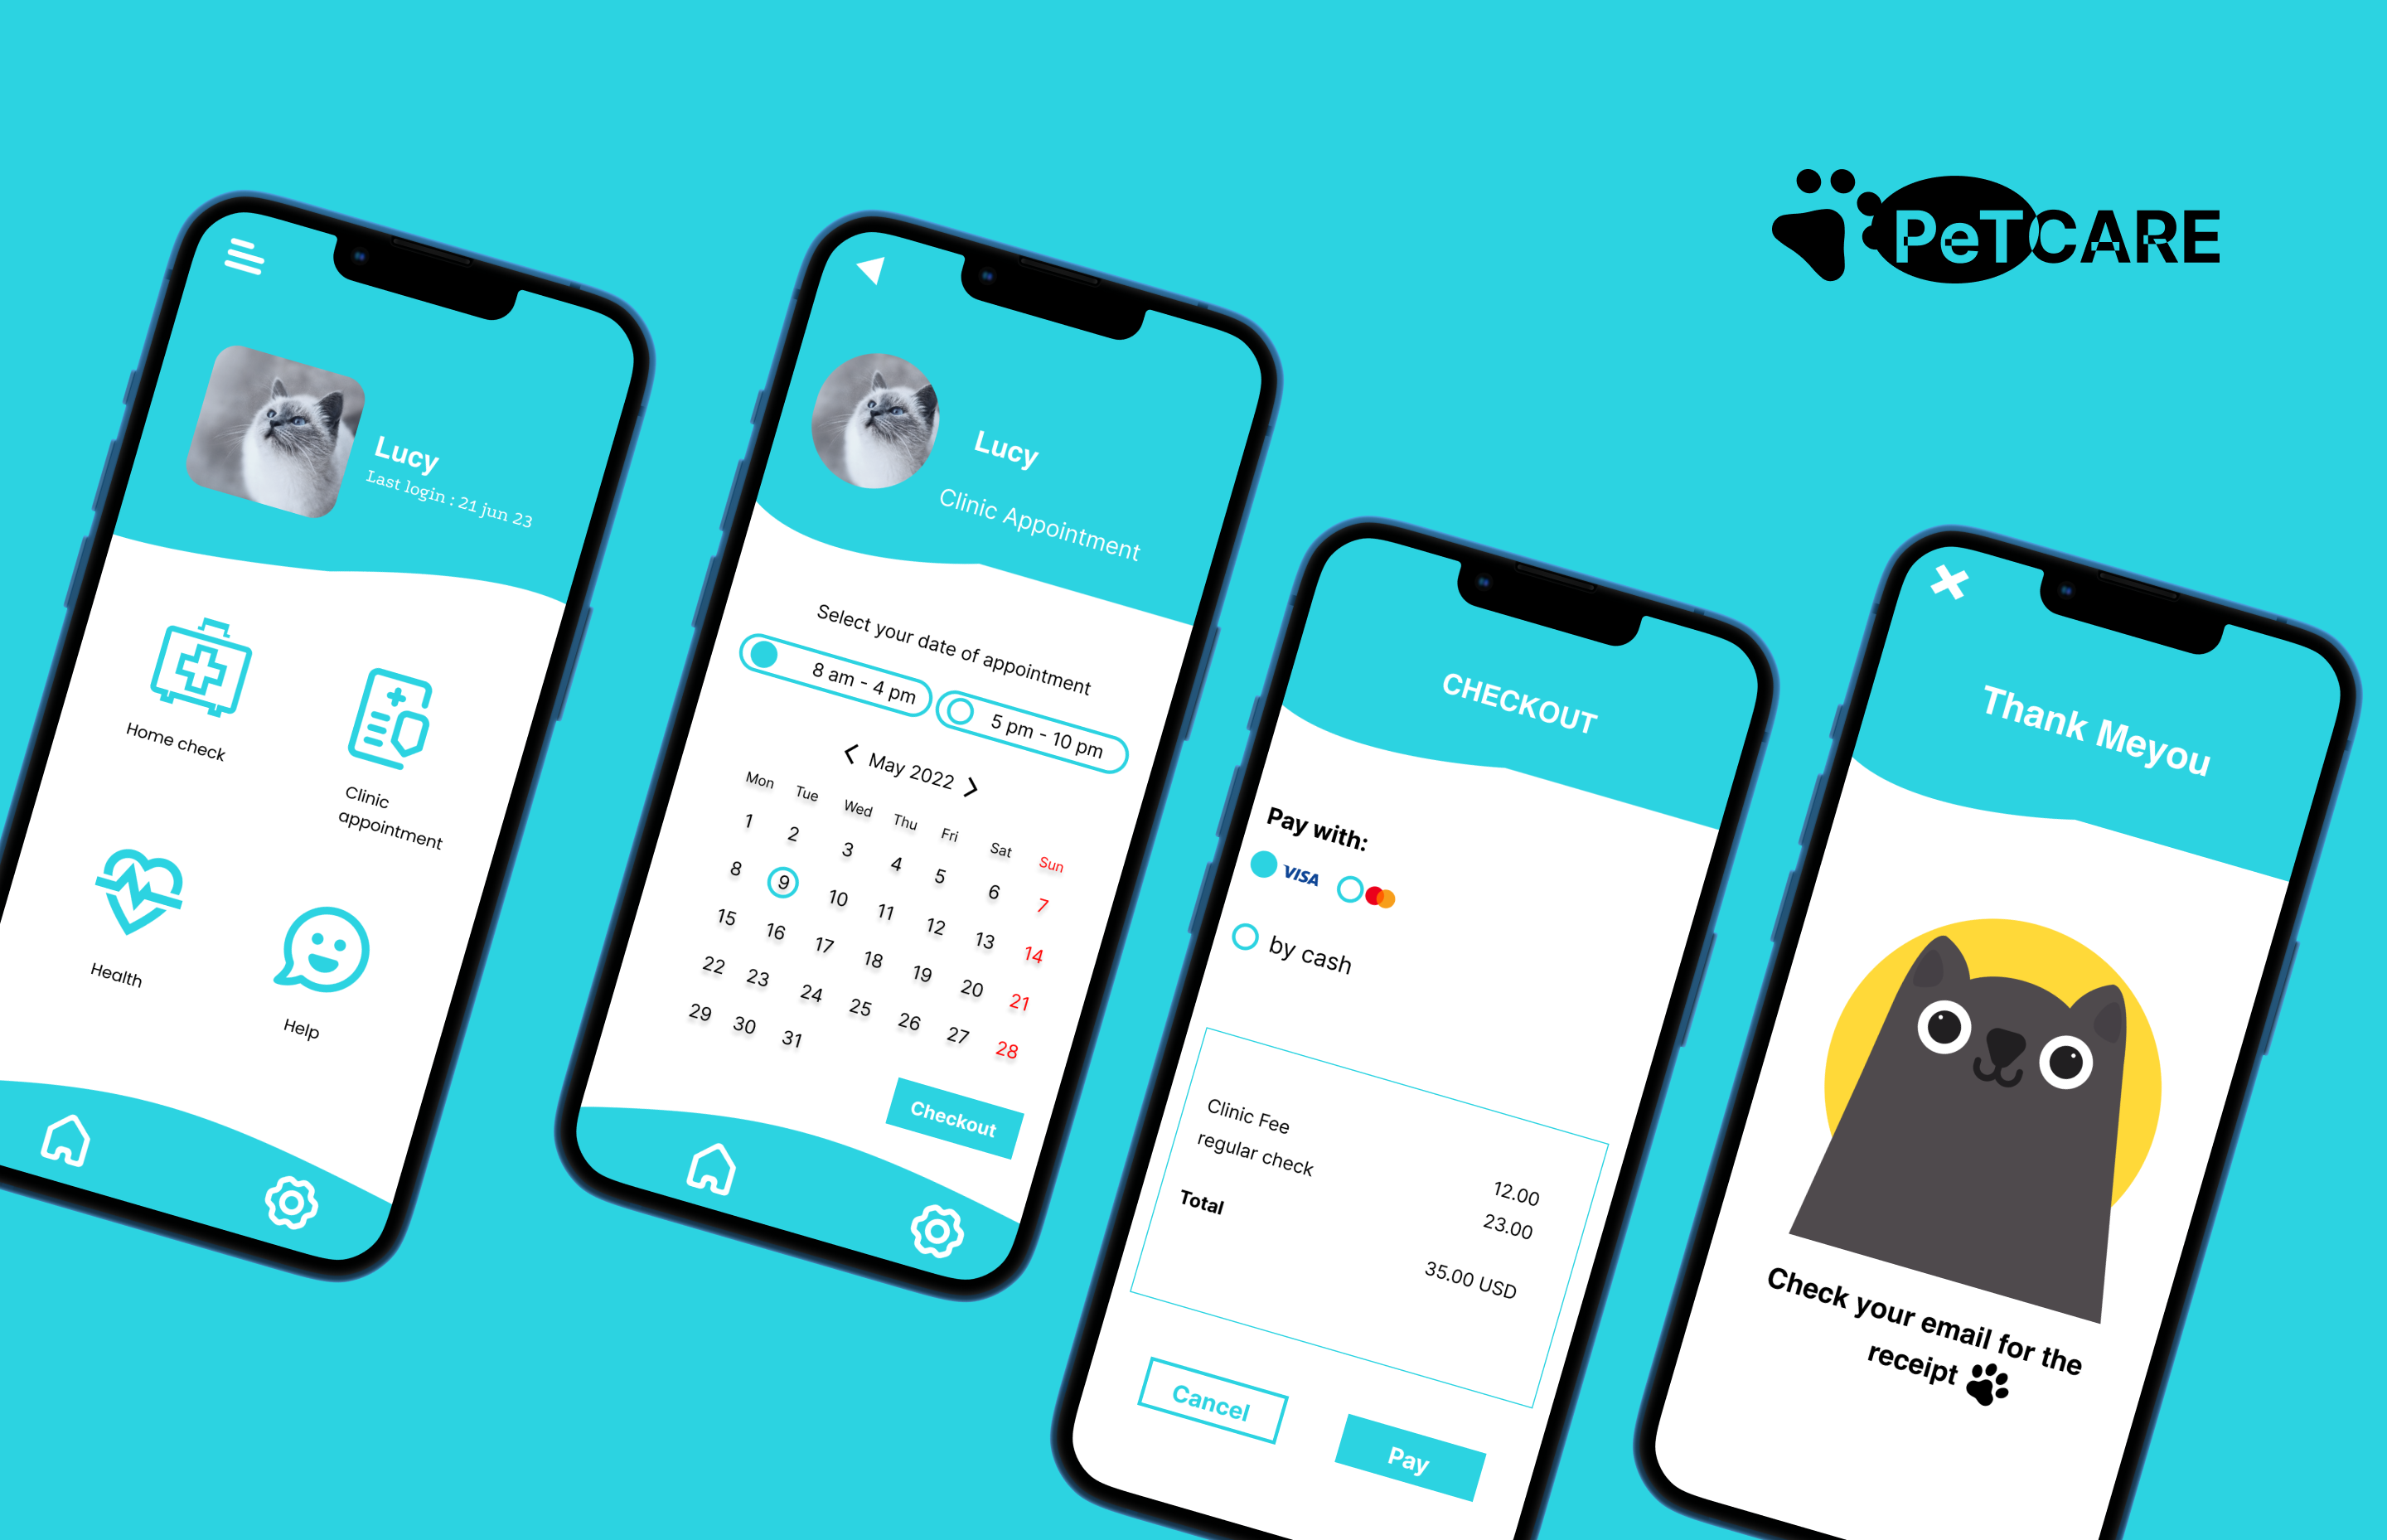 PeTCARE
Lucy
Last login : 21 jun 23
Home check
Clinic
appointment
Health
Help
Lucy
Clinic Appointment
Select your date of appointment
8 am - 4 pm
5 pm - 10 pm
May 2022
Mon Tue Wed Thu Fri Sat Sun
1 2 3 4 5 6 7
8 9 10 11 12 13 14
15 16 17 18 19 20 21
22 23 24 25 26 27 28
29 30 31
Checkout
CHECKOUT
Pay with:
VISA
by cash
Clinic Fee 12.00
regular check 23.00
Total 35.00 USD
Cancel
Pay
Thank Meyou
Check your email for the
receipt